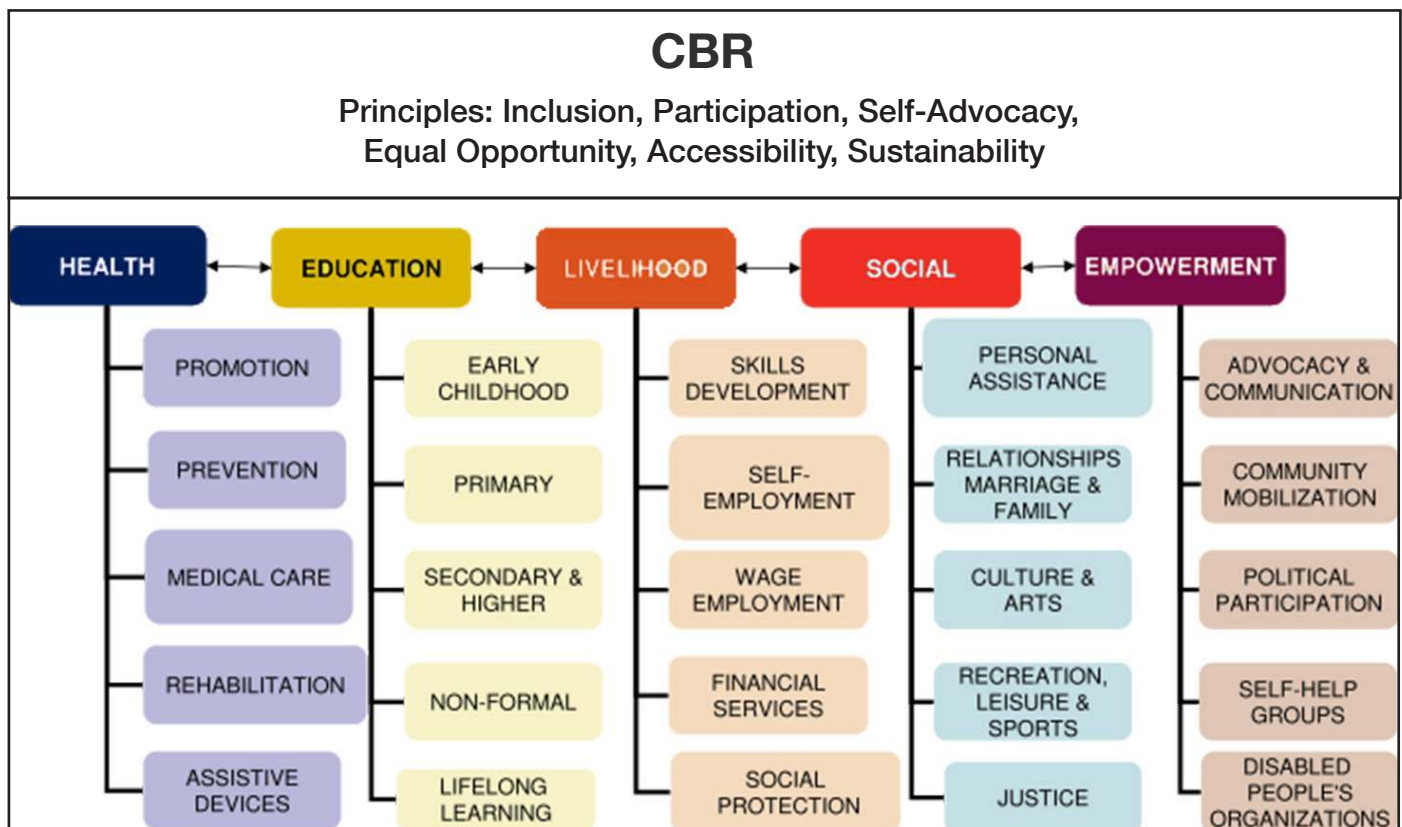 CBR
Principles: Inclusion, Participation, Self-Advocacy,
Equal Opportunity, Accessibility, Sustainability
HEALTH
EDUCATION
LIVELIHOOD
SOCIAL
EMPOWERMENT
PROMOTION
PREVENTION
MEDICAL CARE
REHABILITATION
ASSISTIVE
DEVICES
EARLY
CHILDHOOD
PRIMARY
SECONDARY &
HIGHER
NON-FORMAL
LIFELONG
LEARNING
SKILLS
DEVELOPMENT
SELF-
EMPLOYMENT
WAGE
EMPLOYMENT
FINANCIAL
SERVICES
SOCIAL
PROTECTION
PERSONAL
ASSISTANCE
RELATIONSHIPS
MARRIAGE &
FAMILY
CULTURE &
ARTS
RECREATION,
LEISURE &
SPORTS
JUSTICE
ADVOCACY &
COMMUNICATION
COMMUNITY
MOBILIZATION
POLITICAL
PARTICIPATION
SELF-HELP
GROUPS
DISABLED
PEOPLE'S
ORGANIZATIONS